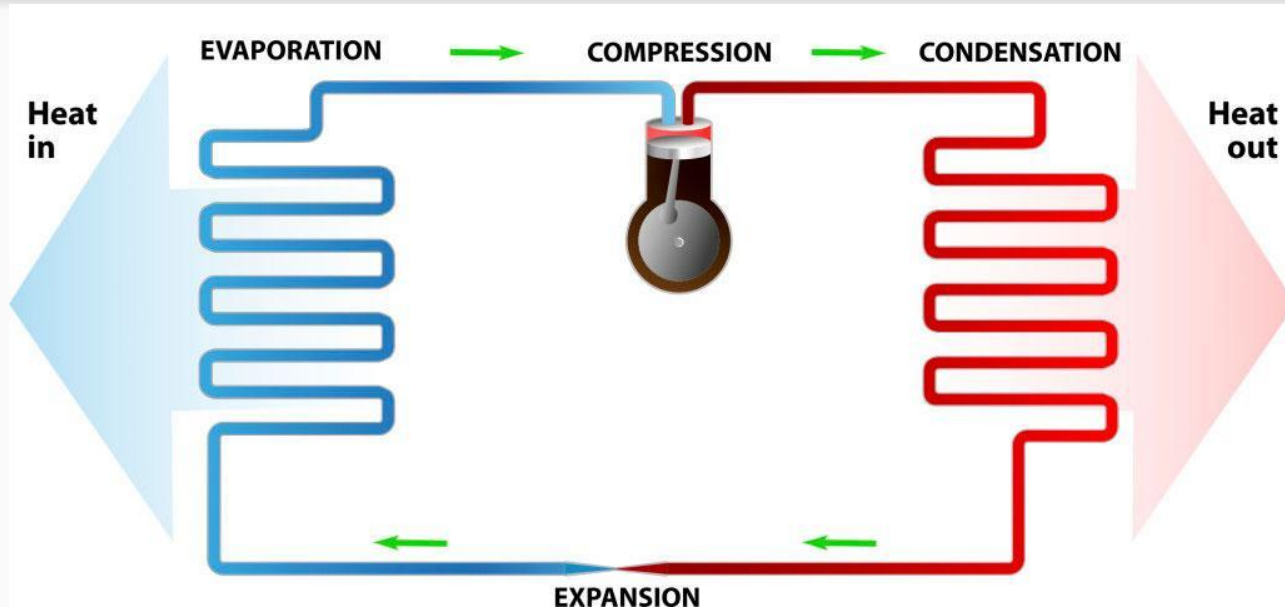 EVAPORATION
COMPRESSION
CONDENSATION
Heat
in
Heat
out
EXPANSION